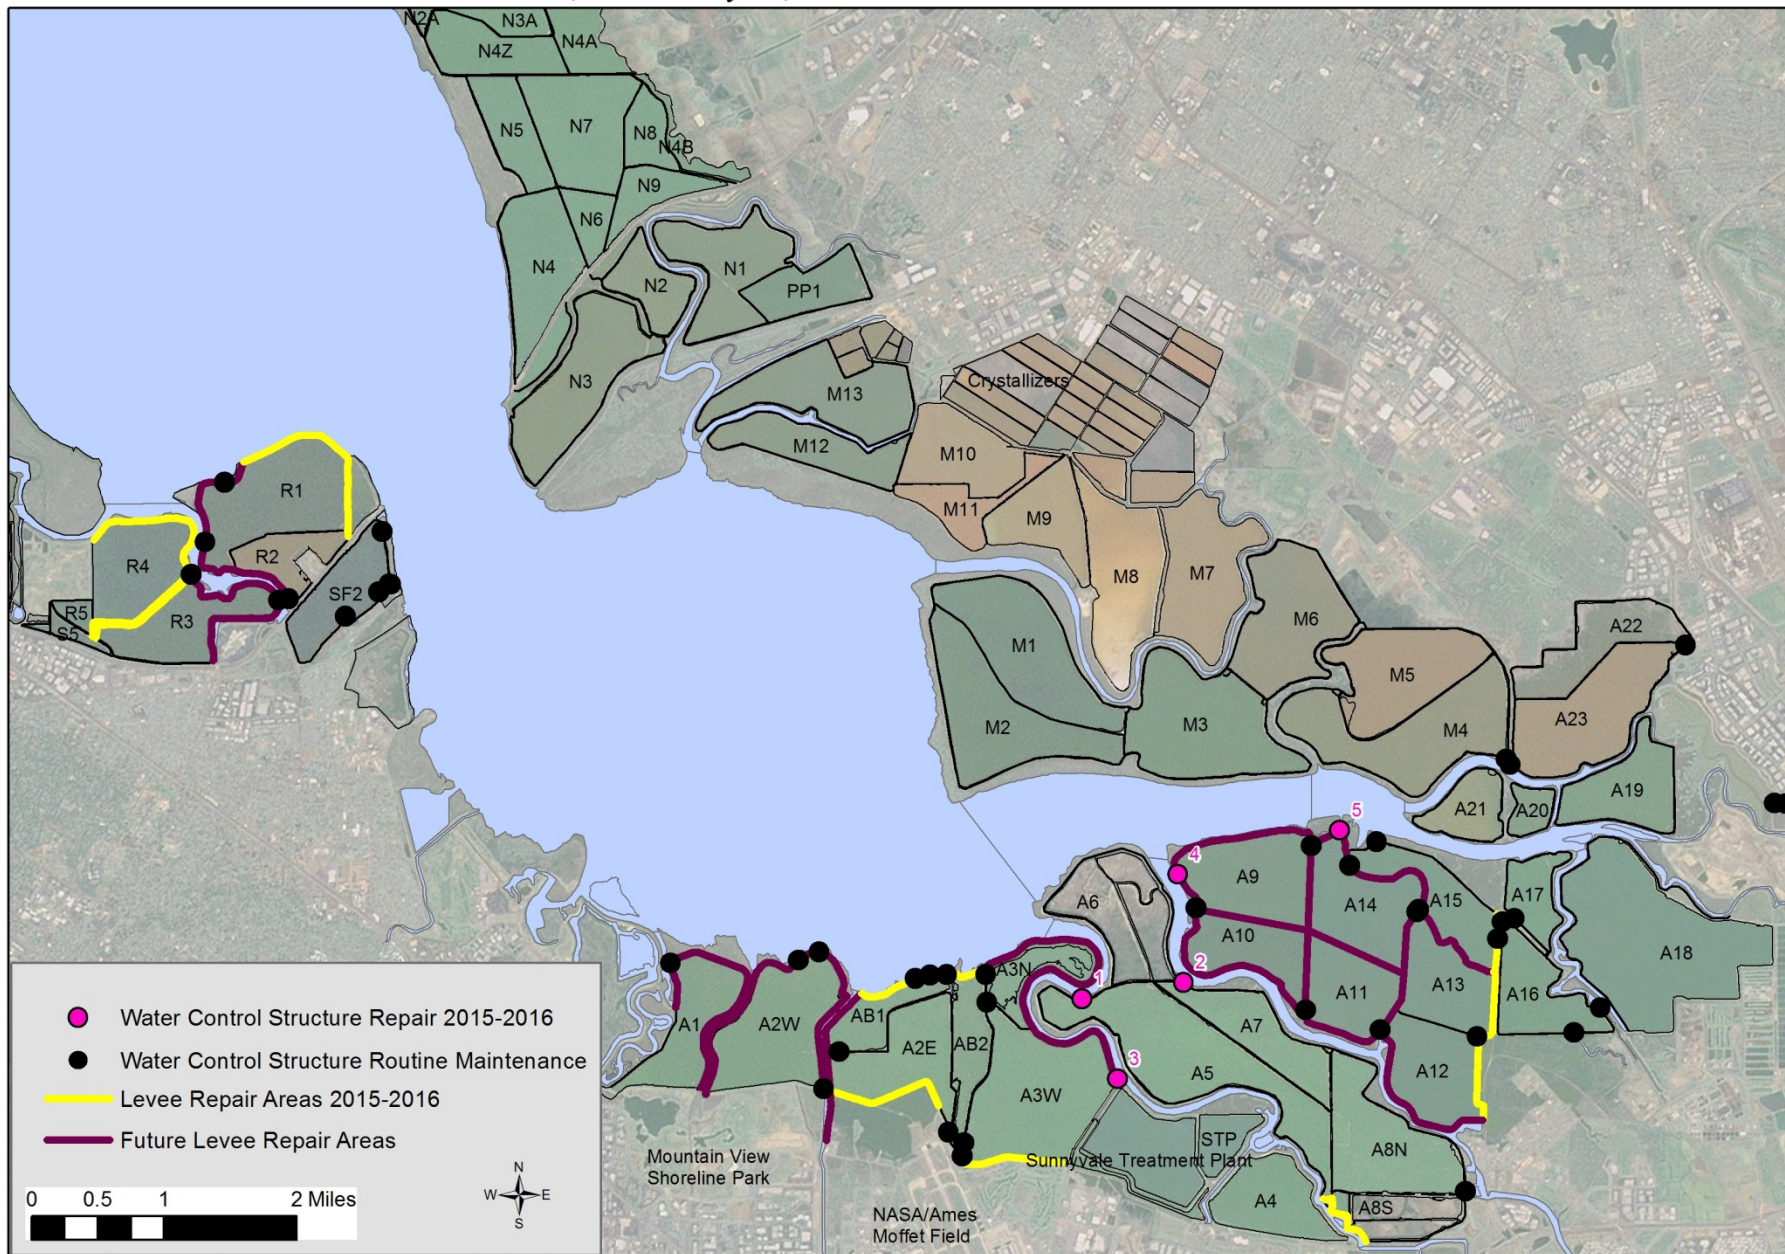 N2A
N3A
N4Z
N4A
N5
N7
N8
N4B
N9
N6
N4
N2
N1
PP1
N3
M13
M12
Crystallizers
M10
M11
M9
M8
M7
M6
M1
M2
M3
M5
M4
A22
A23
A21
A20
A19
R1
R2
R4
R5
S5
R3
SF2
5
4
A9
A6
A14
A15
A17
A18
A10
A3N
1
2
A11
A13
A16
A1
A2W
AB1
A2E
AB2
A7
3
A5
A3W
A12
STP
Sunnyvale Treatment Plant
A8N
A4
A8S
Mountain View
Shoreline Park
NASA/Ames
Moffet Field
Water Control Structure Repair 2015-2016
Water Control Structure Routine Maintenance
Levee Repair Areas 2015-2016
Future Levee Repair Areas
0 0.5 1 2 Miles
N
W E
S